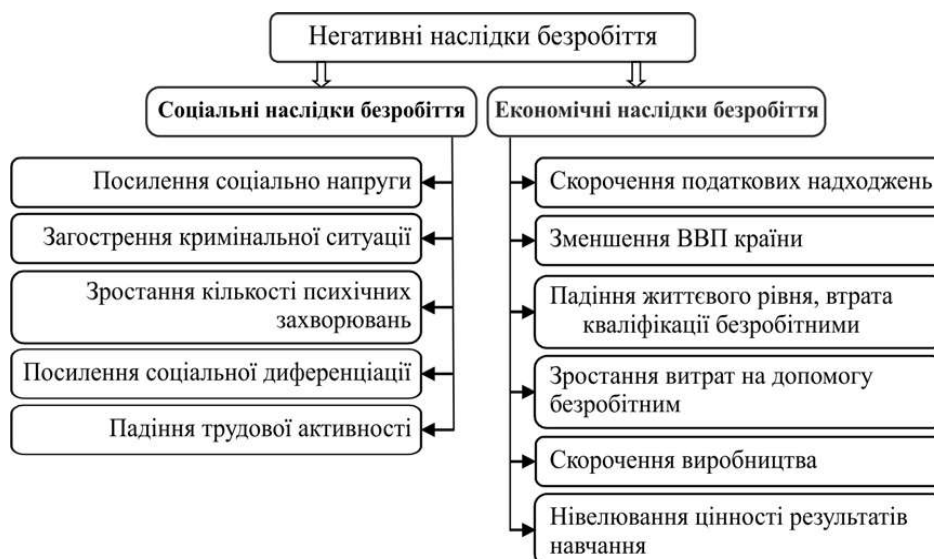 Негативні наслідки безробіття
Соціальні наслідки безробіття
Посилення соціально напруги
Загострення кримінальної ситуації
Зростання кількості психічних
захворювань
Посилення соціальної диференціації
Падіння трудової активності
Економічні наслідки безробіття
Скорочення податкових надходжень
Зменшення ВВП країни
Падіння життєвого рівня, втрата
кваліфікації безробітними
Зростання витрат на допомогу
безробітним
Скорочення виробництва
Нівелювання цінності результатів
навчання